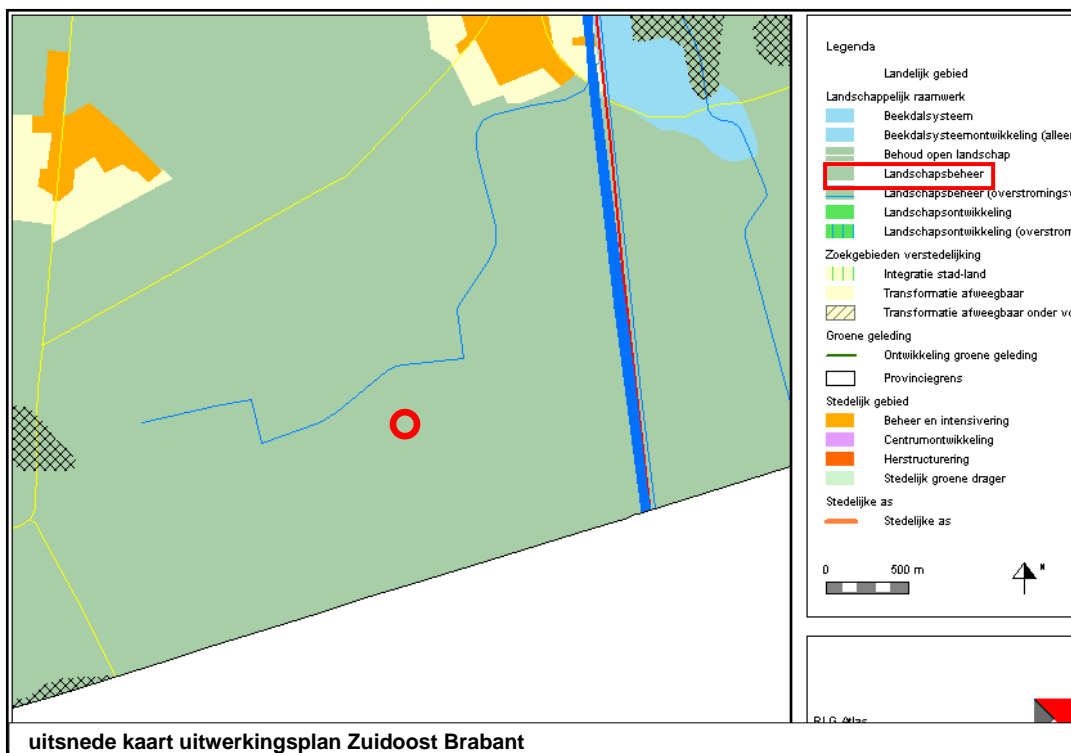 Legenda
Landelijk gebied
Landschappelijk raamwerk
Beekdalsysteem
Beekdalsysteemontwikkeling (alleen
Behoud open landschap
Landschapsbeheer
Landschapsbeheer (overstromingsv
Landschapsontwikkeling
Landschapsontwikkeling (overstrom
Zoekgebieden verstedelijking
Integratie stad-land
Transformatie afweegbaar
Transformatie afweegbaar onder vo
Groene geleding
Ontwikkeling groene geleding
Provinciegrens
Stedelijk gebied
Beheer en intensivering
Centrumontwikkeling
Herstructurering
Stedelijk groene drager
Stedelijke as
Stedelijke as
0 500 m
N
RLG Atlas
uitsnede kaart uitwerkingsplan Zuidoost Brabant